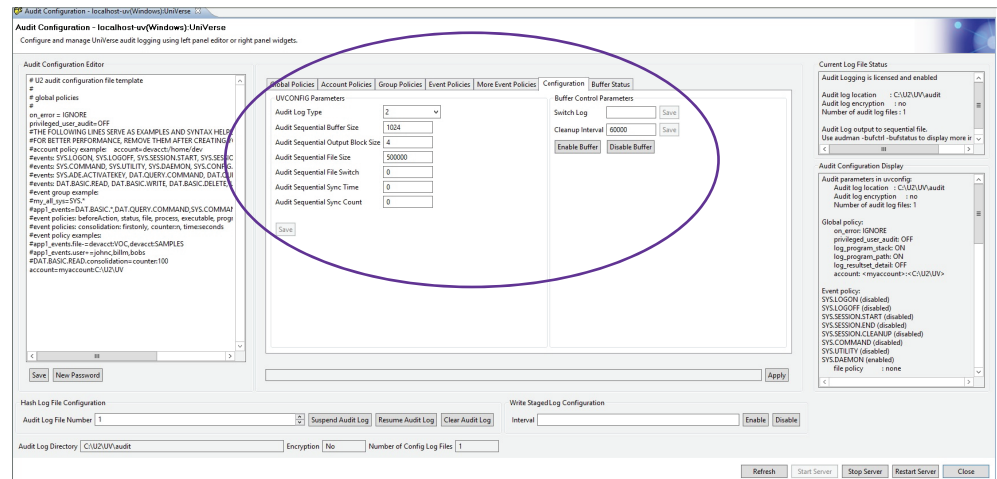 Audit Configuration - localhost-uv(Windows):UniVerse
Audit Configuration - localhost-uv(Windows):UniVerse
Configure and manage UniVerse audit logging using left panel editor or right panel widgets.
Audit Configuration Editor
# U2 audit configuration file template
#
# global policies
#
on_error = IGNORE
privileged_user_audit=OFF
#THE FOLLOWING LINES SERVE AS EXAMPLES AND SYNTAX HELP
#FOR BETTER PERFORMANCE, REMOVE THEM AFTER CREATING
#account policy example: account=devacct:/home/dev
#events: SYS.LOGON, SYS.LOGOFF, SYS.SESSION.START,
#events: SYS.COMMAND, SYS.UTILITY, SYS.DAEMON, SYS.CONFIG.
#events: SYS.ADE.ACTIVATEKEY, DAT.QUERY.COMMAND,
#events: DAT.BASIC.READ, DAT.BASIC.WRITE, DAT.BASIC.DELETE,
#event group example:
#my_all_sys=SYS.*
#app1_events=DAT.BASIC.*,DAT.QUERY.COMMAND,SYS.COMMAN
#event policies: beforeAction, status, file, process, executable, progr
#event policies: consolidation: firstonly, counter:n, time:seconds
#event policy examples:
#app1_events.file-=devacct:VOC,devacct:SAMPLES
#app1_events.user+=johnc,billm,bobs
#DAT.BASIC.READ.consolidation= counter:100
account=myaccount:C:\U2\UV
Save New Password
Global Policies Account Policies Group Policies Event Policies More Event Policies Configuration Buffer Status
UVCONFIG Parameters
Audit Log Type 2
Audit Sequential Buffer Size 1024
Audit Sequential Output Block Size 4
Audit Sequential File Size 500000
Audit Sequential File Switch 0
Audit Sequential Sync Time 0
Audit Sequential Sync Count 0
Save
Buffer Control Parameters
Switch Log Save
Cleanup Interval 60000 Save
Enable Buffer Disable Buffer
Apply
Current Log File Status
Audit Logging is licensed and enabled
Audit log location : C:\U2\UV\audit
Audit log encryption : no
Number of audit log files : 1
Audit Log output to sequential file.
Use audman -bufctrl -bufstatus to display more ir
Audit Configuration Display
Audit parameters in uvconfig:
Audit log location : C:\U2\UV\audit
Audit log encryption : no
Number of audit log files: 1
Global policy:
on_error: IGNORE
privileged_user_audit: OFF
log_program_stack: ON
log_program_path: ON
log_resultset_detail: OFF
account: <myaccount>:<C:\U2\UV>
Event policy:
SYS.LOGON (disabled)
SYS.LOGOFF (disabled)
SYS.SESSION.START (disabled)
SYS.SESSION.END (disabled)
SYS.SESSION.CLEANUP (disabled)
SYS.COMMAND (disabled)
SYS.UTILITY (disabled)
SYS.DAEMON (enabled)
file policy : none
Hash Log File Configuration
Audit Log File Number 1 Suspend Audit Log Resume Audit Log Clear Audit Log
Write StagedLog Configuration
Interval Enable Disable
Audit Log Directory C:\U2\UV\audit Encryption No Number of Config Log Files 1
Refresh Start Server Stop Server Restart Server Close